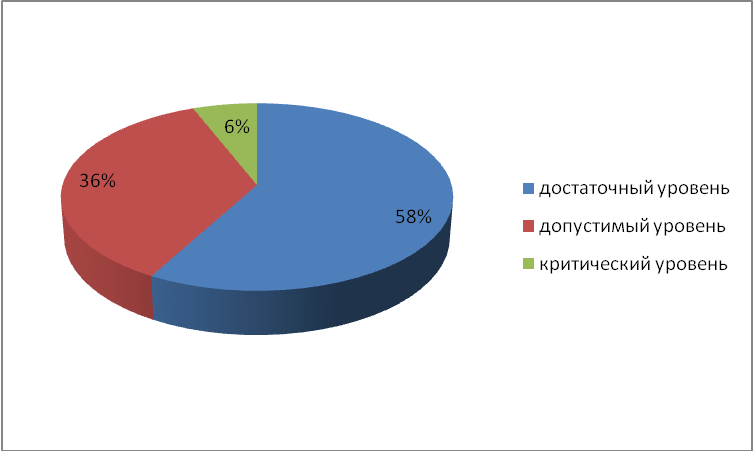 6%
36%
58%
достаточный уровень
допустимый уровень
критический уровень